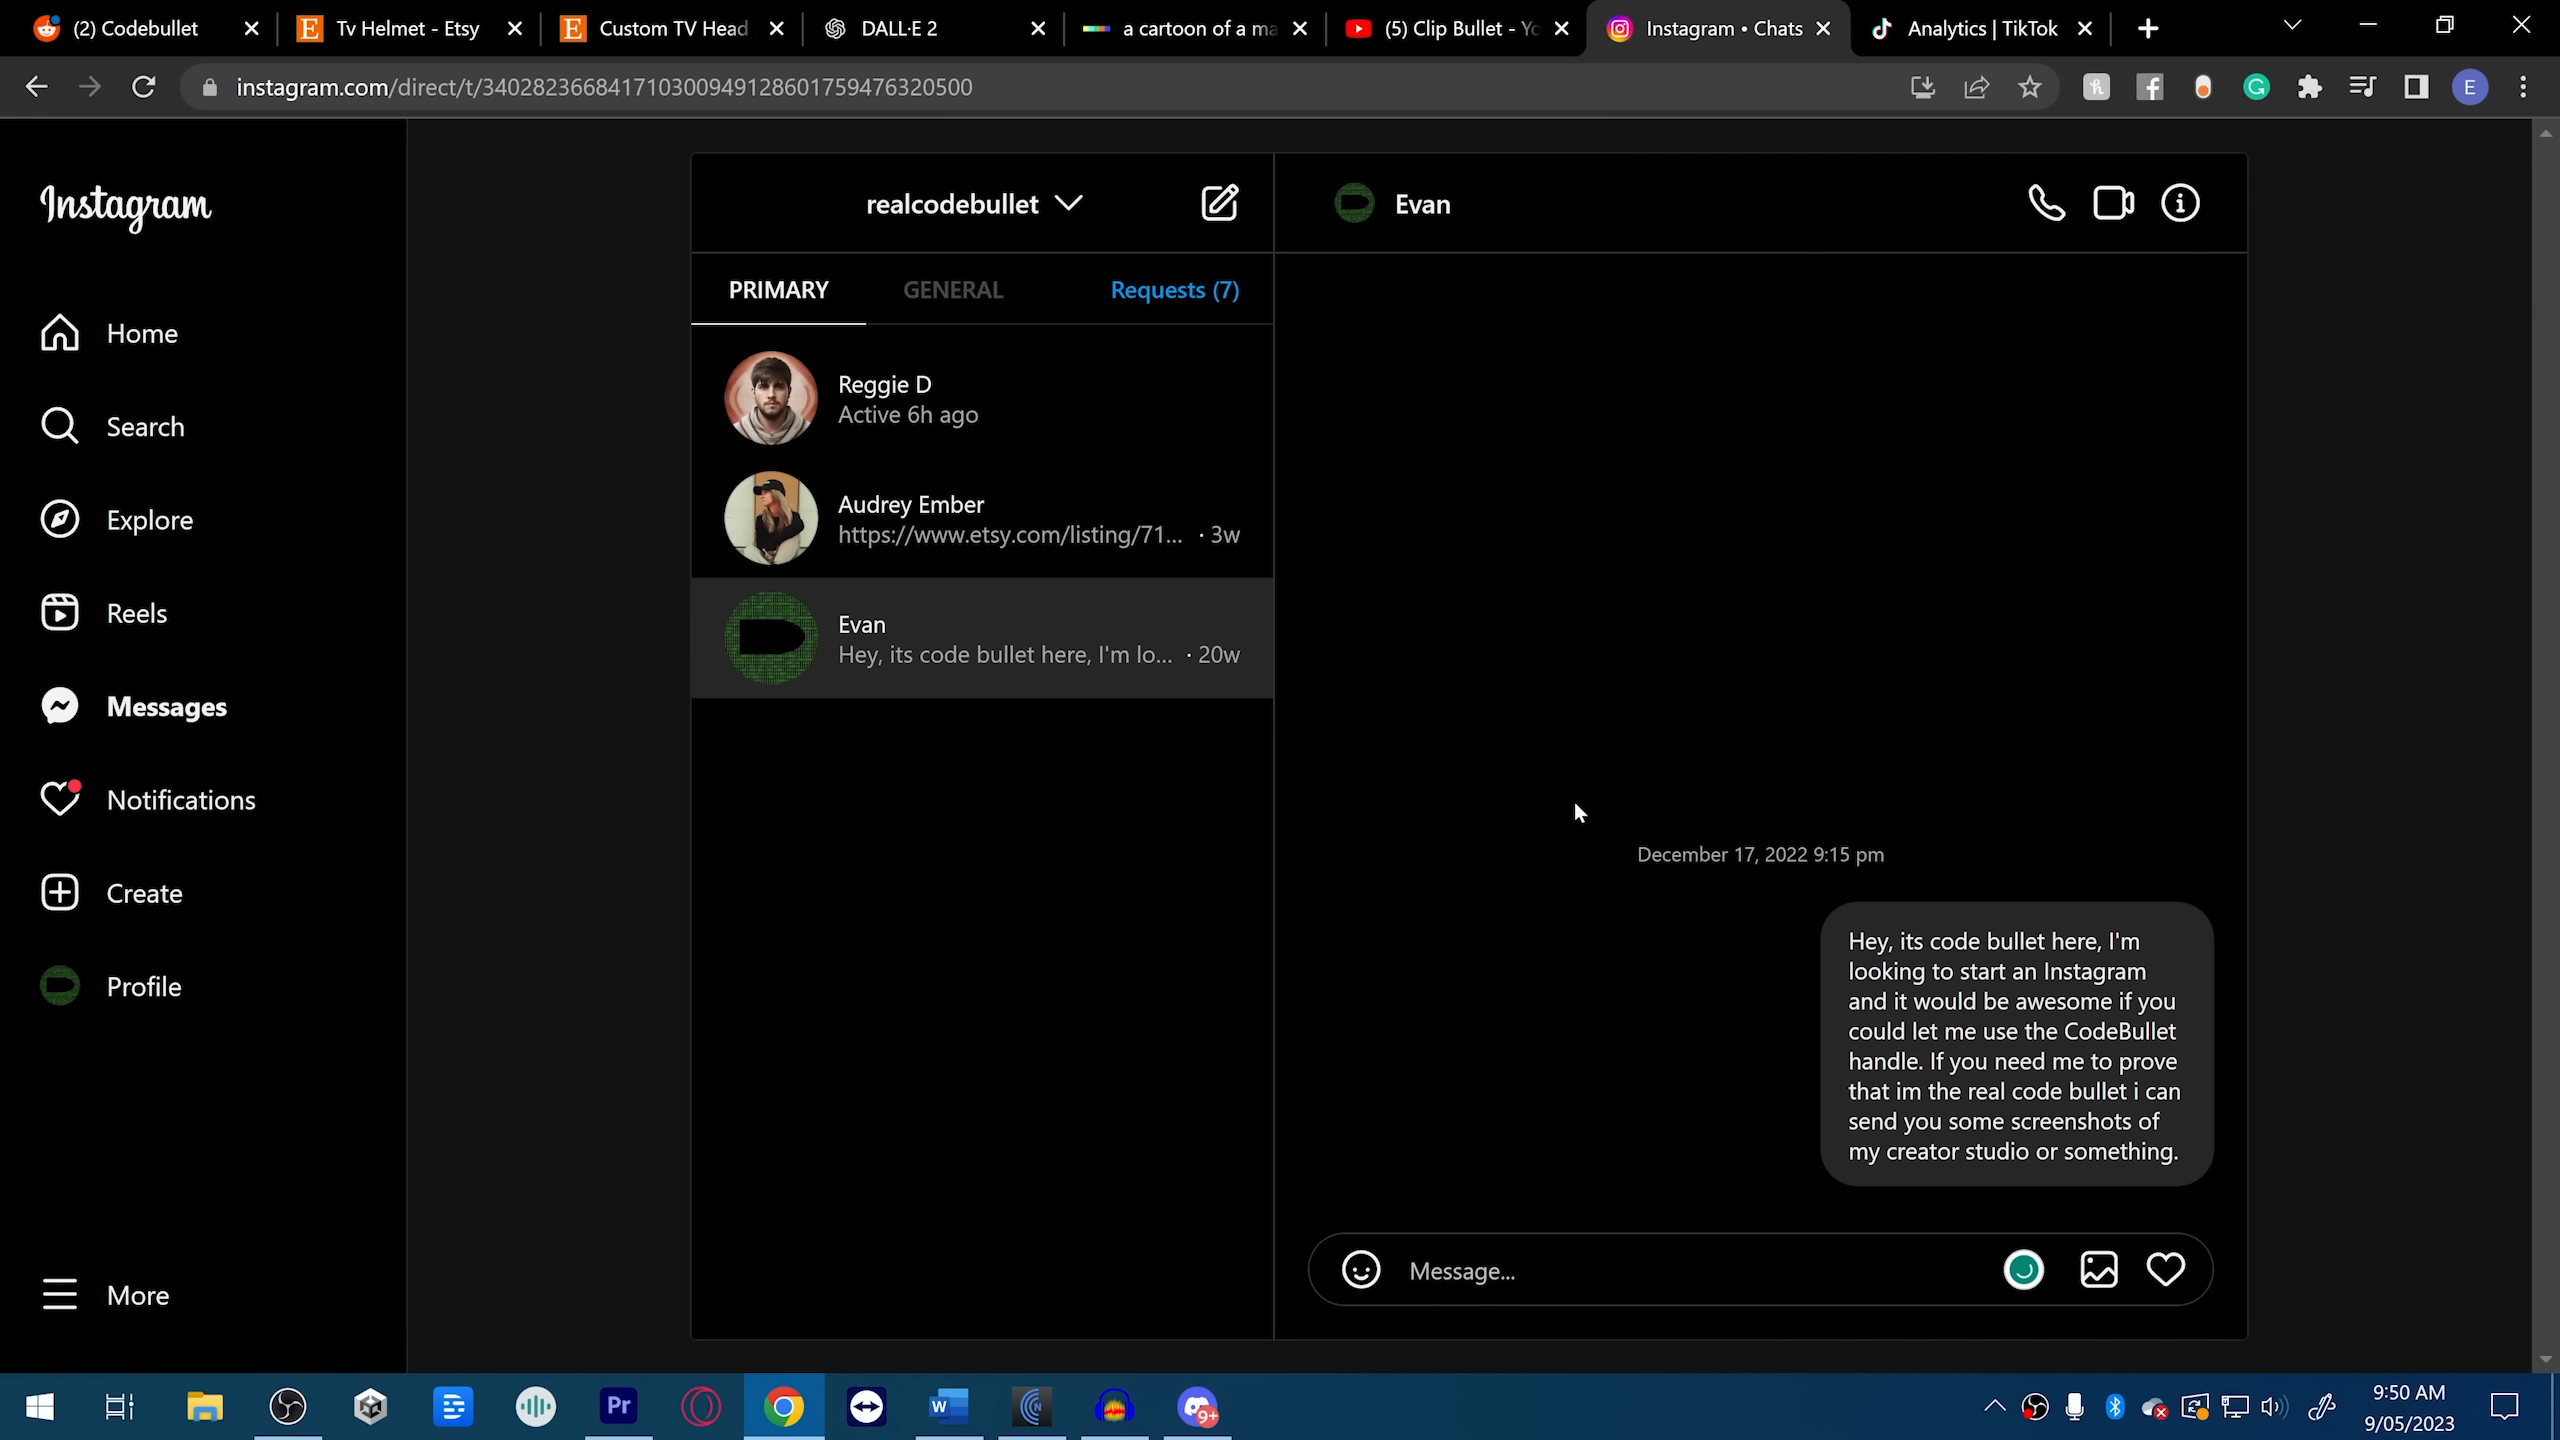 (2) Codebullet
Tv Helmet - Etsy
Custom TV Head
DALL·E 2
a cartoon of a ma
(5) Clip Bullet - Yo
Instagram • Chats
Analytics | TikTok
instagram.com/direct/t/340282366841710300949128601759476320500
E
Instagram
Home
Search
Explore
Reels
Messages
Notifications
Create
Profile
More
realcodebullet
PRIMARY
GENERAL
Requests (7)
Reggie D
Active 6h ago
Audrey Ember
https://www.etsy.com/listing/71... · 3w
Evan
Hey, its code bullet here, I'm lo... · 20w
Evan
December 17, 2022 9:15 pm
Hey, its code bullet here, I'm
looking to start an Instagram
and it would be awesome if you
could let me use the CodeBullet
handle. If you need me to prove
that im the real code bullet i can
send you some screenshots of
my creator studio or something.
Message...
Pr
W
N
9+
9:50 AM
9/05/2023